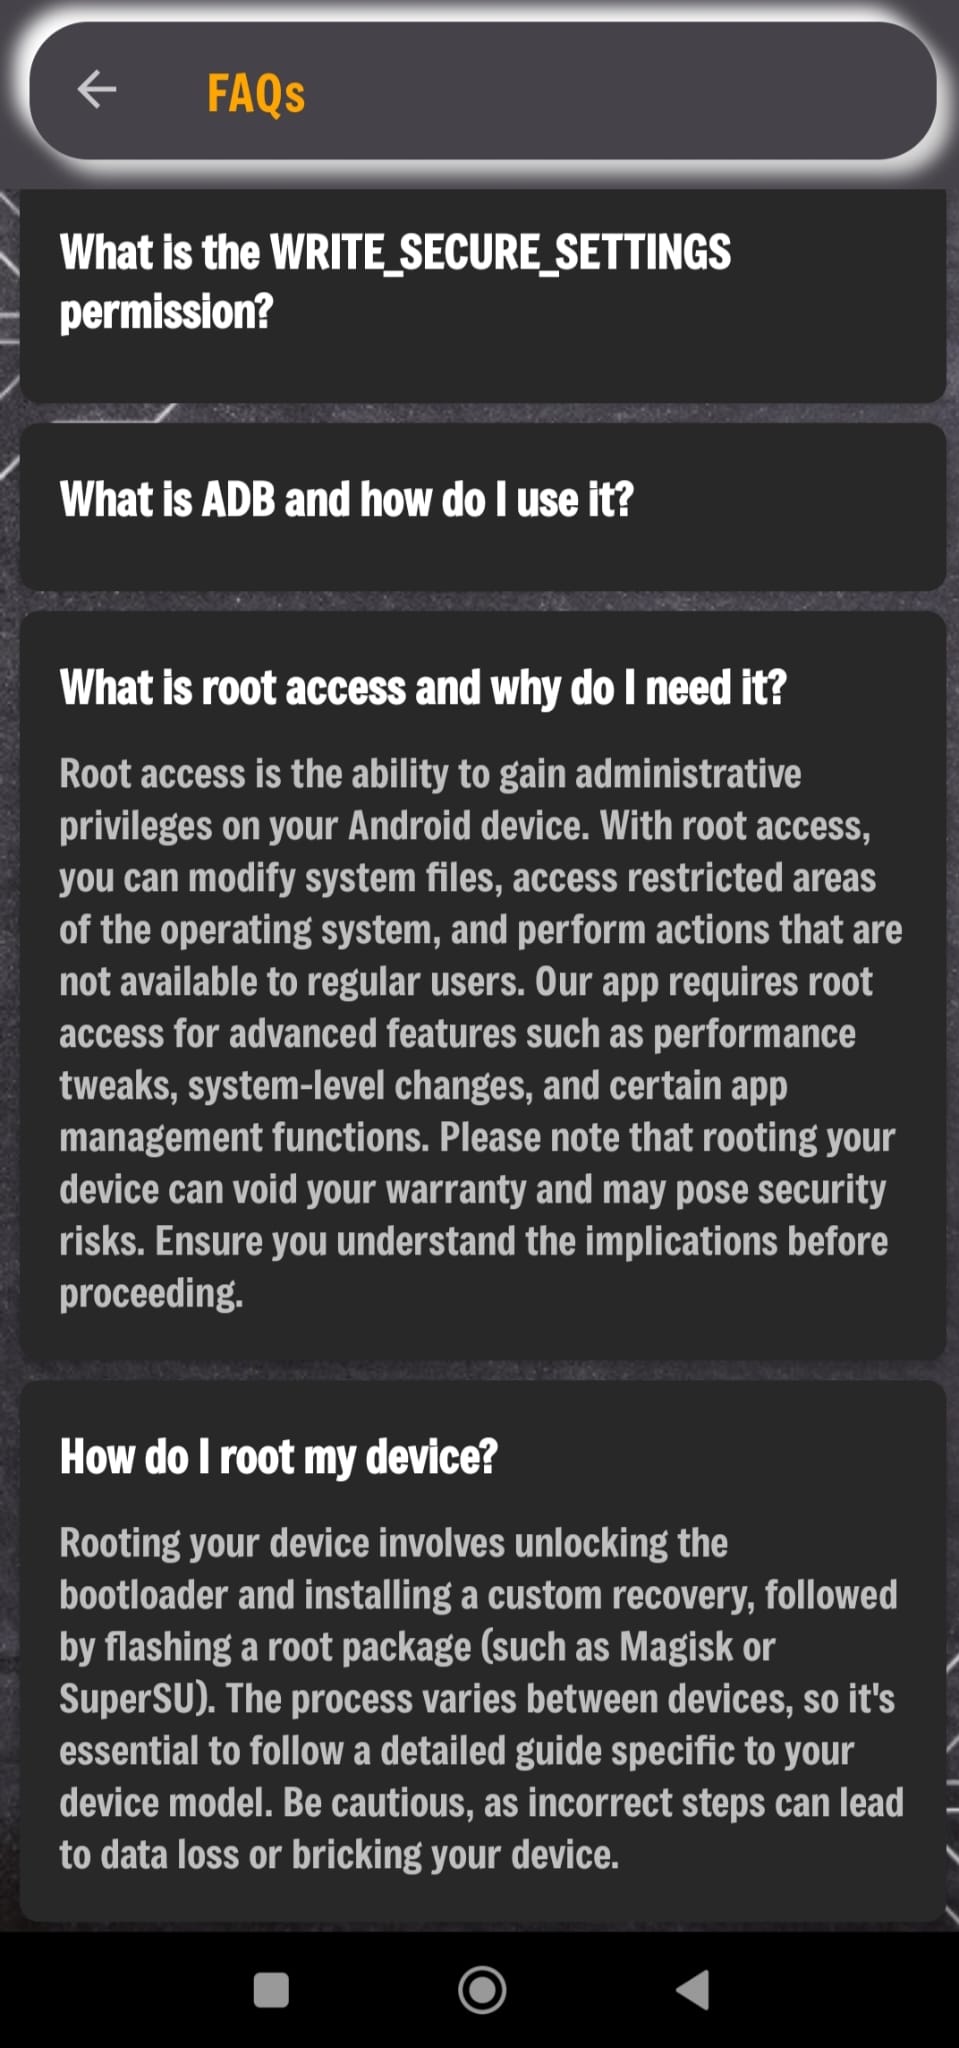 FAQs
What is the WRITE_SECURE_SETTINGS
permission?
What is ADB and how do I use it?
What is root access and why do I need it?
Root access is the ability to gain administrative
privileges on your Android device. With root access,
you can modify system files, access restricted areas
of the operating system, and perform actions that are
not available to regular users. Our app requires root
access for advanced features such as performance
tweaks, system-level changes, and certain app
management functions. Please note that rooting your
device can void your warranty and may pose security
risks. Ensure you understand the implications before
proceeding.
How do I root my device?
Rooting your device involves unlocking the
bootloader and installing a custom recovery, followed
by flashing a root package (such as Magisk or
SuperSU). The process varies between devices, so it's
essential to follow a detailed guide specific to your
device model. Be cautious, as incorrect steps can lead
to data loss or bricking your device.